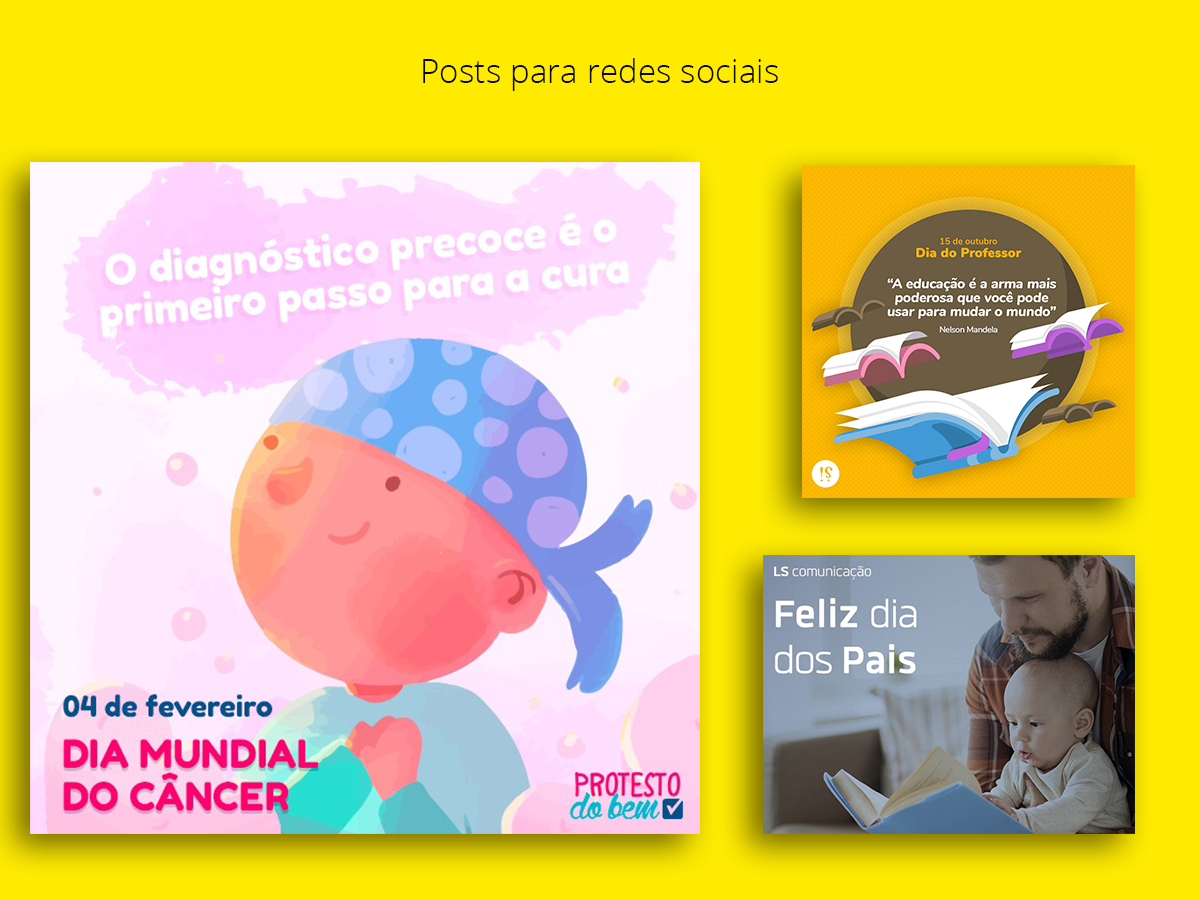 Posts para redes sociais
O diagnóstico precoce é o
primeiro passo para a cura
04 de fevereiro
DIA MUNDIAL
DO CÂNCER
PROTESTO
do bem
15 de outubro
Dia do Professor
“A educação é a arma mais
poderosa que você pode
usar para mudar o mundo”
Nelson Mandela
LS comunicação
Feliz dia
dos Pais